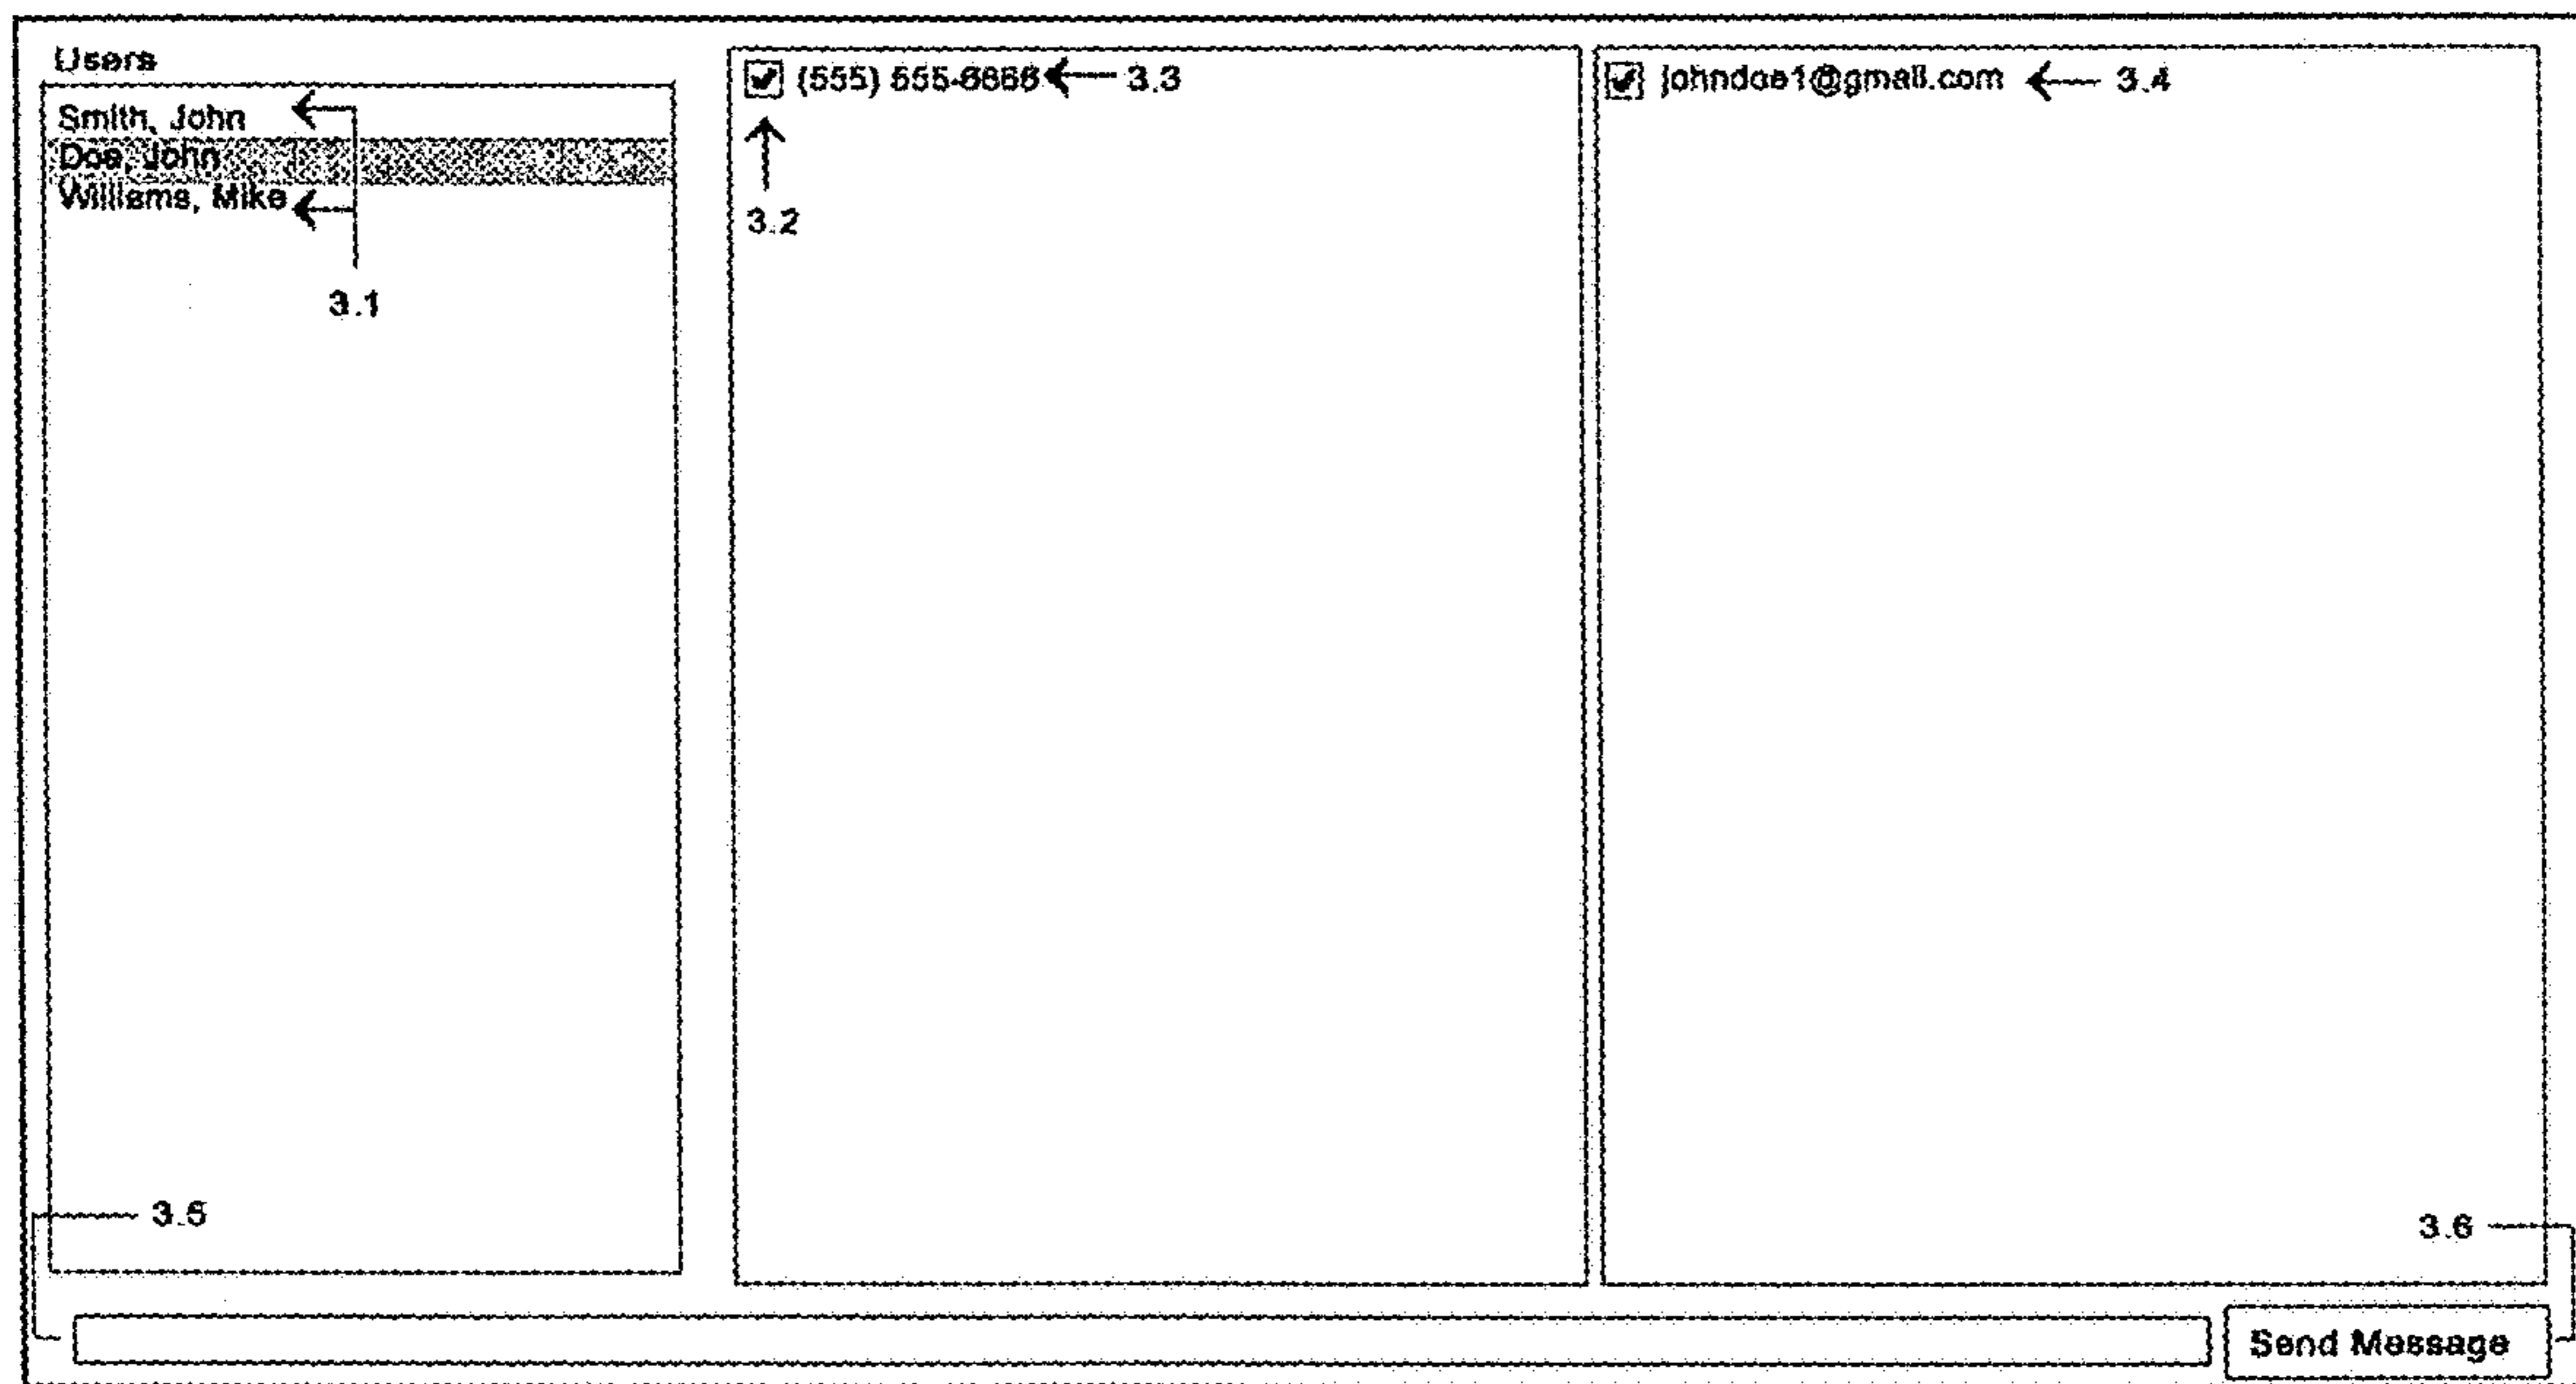 Users
Smith, John
Doe, John
Williams, Mike
3.1
(555) 555-6666
3.3
3.2
johndoe1@gmail.com
3.4
3.5
3.6
Send Message